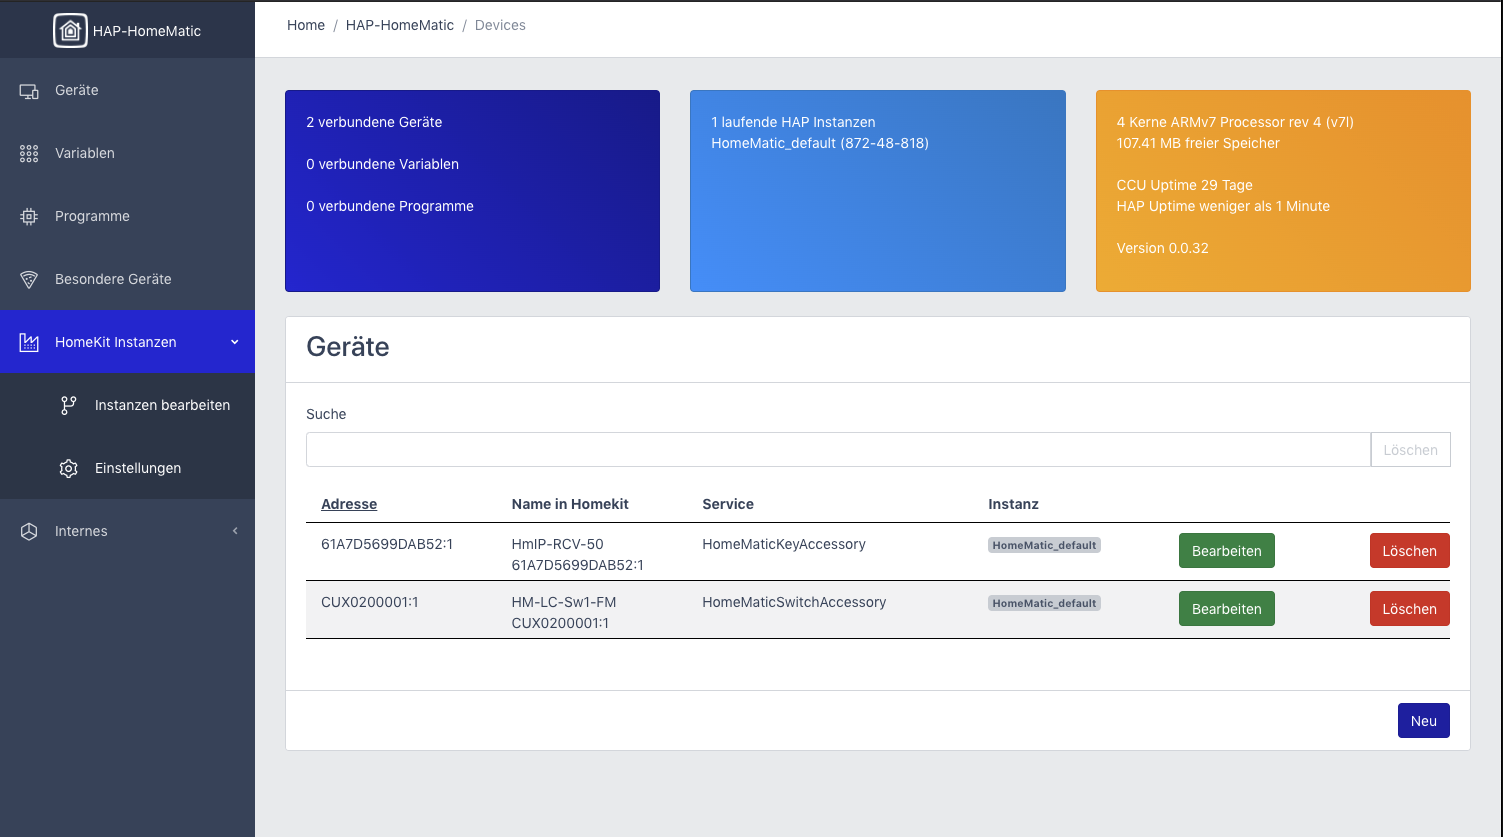 HAP-HomeMatic
Home / HAP-HomeMatic / Devices
Geräte
Variablen
Programme
Besondere Geräte
HomeKit Instanzen
Instanzen bearbeiten
Einstellungen
Internes
2 verbundene Geräte
0 verbundene Variablen
0 verbundene Programme
1 laufende HAP Instanzen
HomeMatic_default (872-48-818)
4 Kerne ARMv7 Processor rev 4 (v7l)
107.41 MB freier Speicher
CCU Uptime 29 Tage
HAP Uptime weniger als 1 Minute
Version 0.0.32
Geräte
Suche
Löschen
Adresse Name in Homekit Service Instanz
61A7D5699DAB52:1 HmIP-RCV-50 HomeMaticKeyAccessory HomeMatic_default Bearbeiten Löschen
61A7D5699DAB52:1
CUX0200001:1 HM-LC-Sw1-FM HomeMaticSwitchAccessory HomeMatic_default Bearbeiten Löschen
CUX0200001:1
Neu